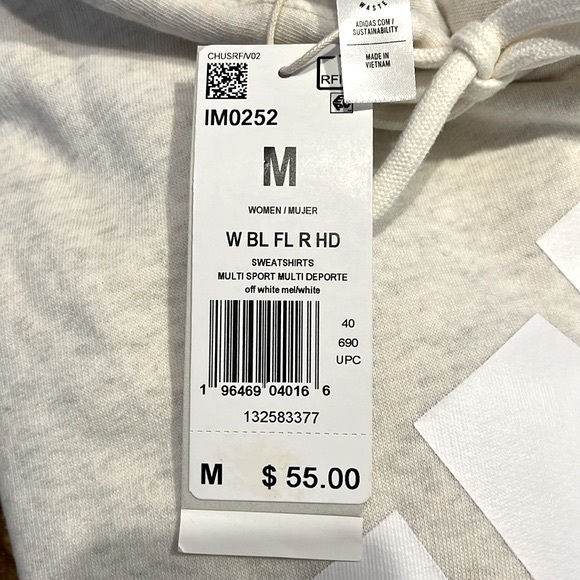 WASTE
ADIDAS.COM/
SUSTAINABILITY
MADE IN
VIETNAM
CHUSRF/V02
IM0252
M
WOMEN / MUJER
W BL FL R HD
SWEATSHIRTS
MULTI SPORT MULTI DEPORTE
off white mel/white
40
690
UPC
1 96469 04016 6
132583377
M $ 55.00